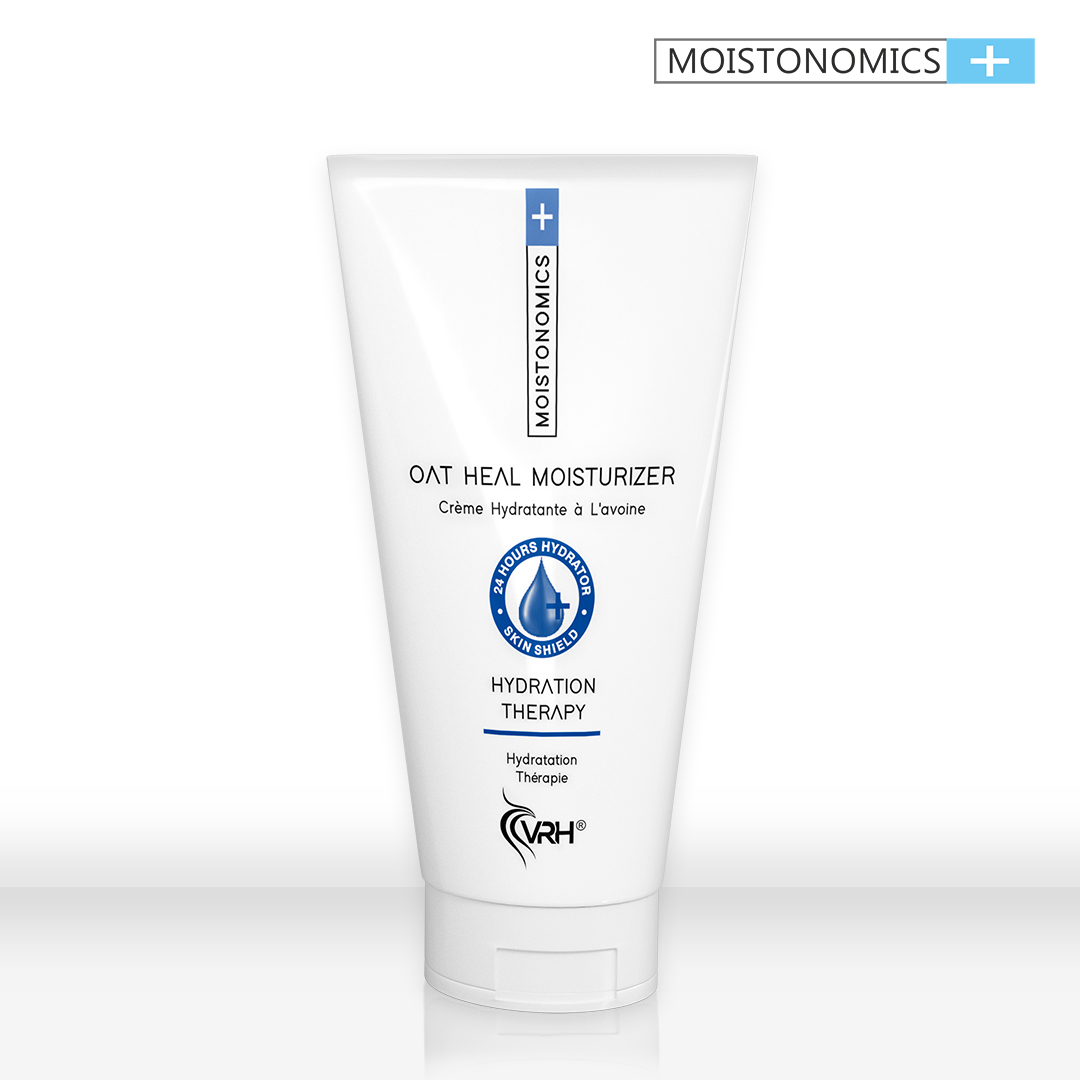 MOISTONOMICS +
+
MOISTONOMICS
OAT HEAL MOISTURIZER
Crème Hydratante à L'avoine
24 HOURS HYDRATOR
+
• SKIN SHIELD •
HYDRATION
THERAPY
Hydratation
Thérapie
VRH®